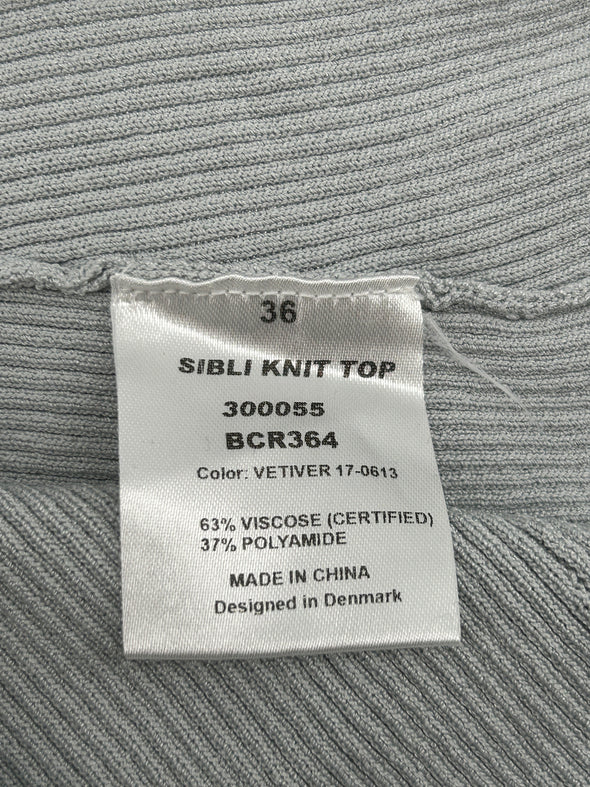 36
SIBLI KNIT TOP
300055
BCR364
Color: VETIVER 17-0613
63% VISCOSE (CERTIFIED)
37% POLYAMIDE
MADE IN CHINA
Designed in Denmark